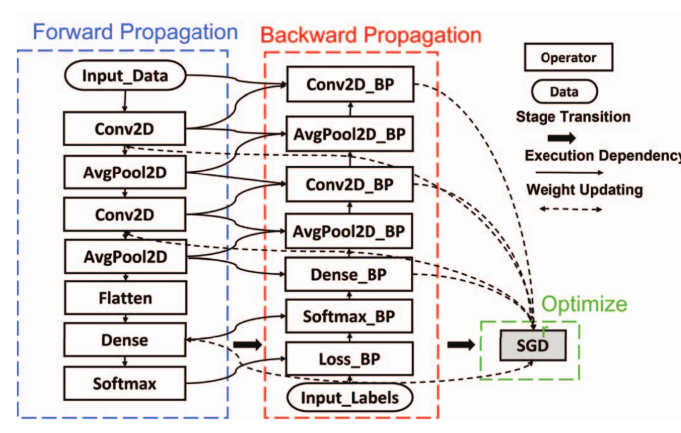 Forward Propagation
Input_Data
Conv2D
AvgPool2D
Conv2D
AvgPool2D
Flatten
Dense
Softmax
Backward Propagation
Conv2D_BP
AvgPool2D_BP
Conv2D_BP
AvgPool2D_BP
Dense_BP
Softmax_BP
Loss_BP
Input_Labels
Operator
Data
Stage Transition
Execution Dependency
Weight Updating
Optimize
SGD